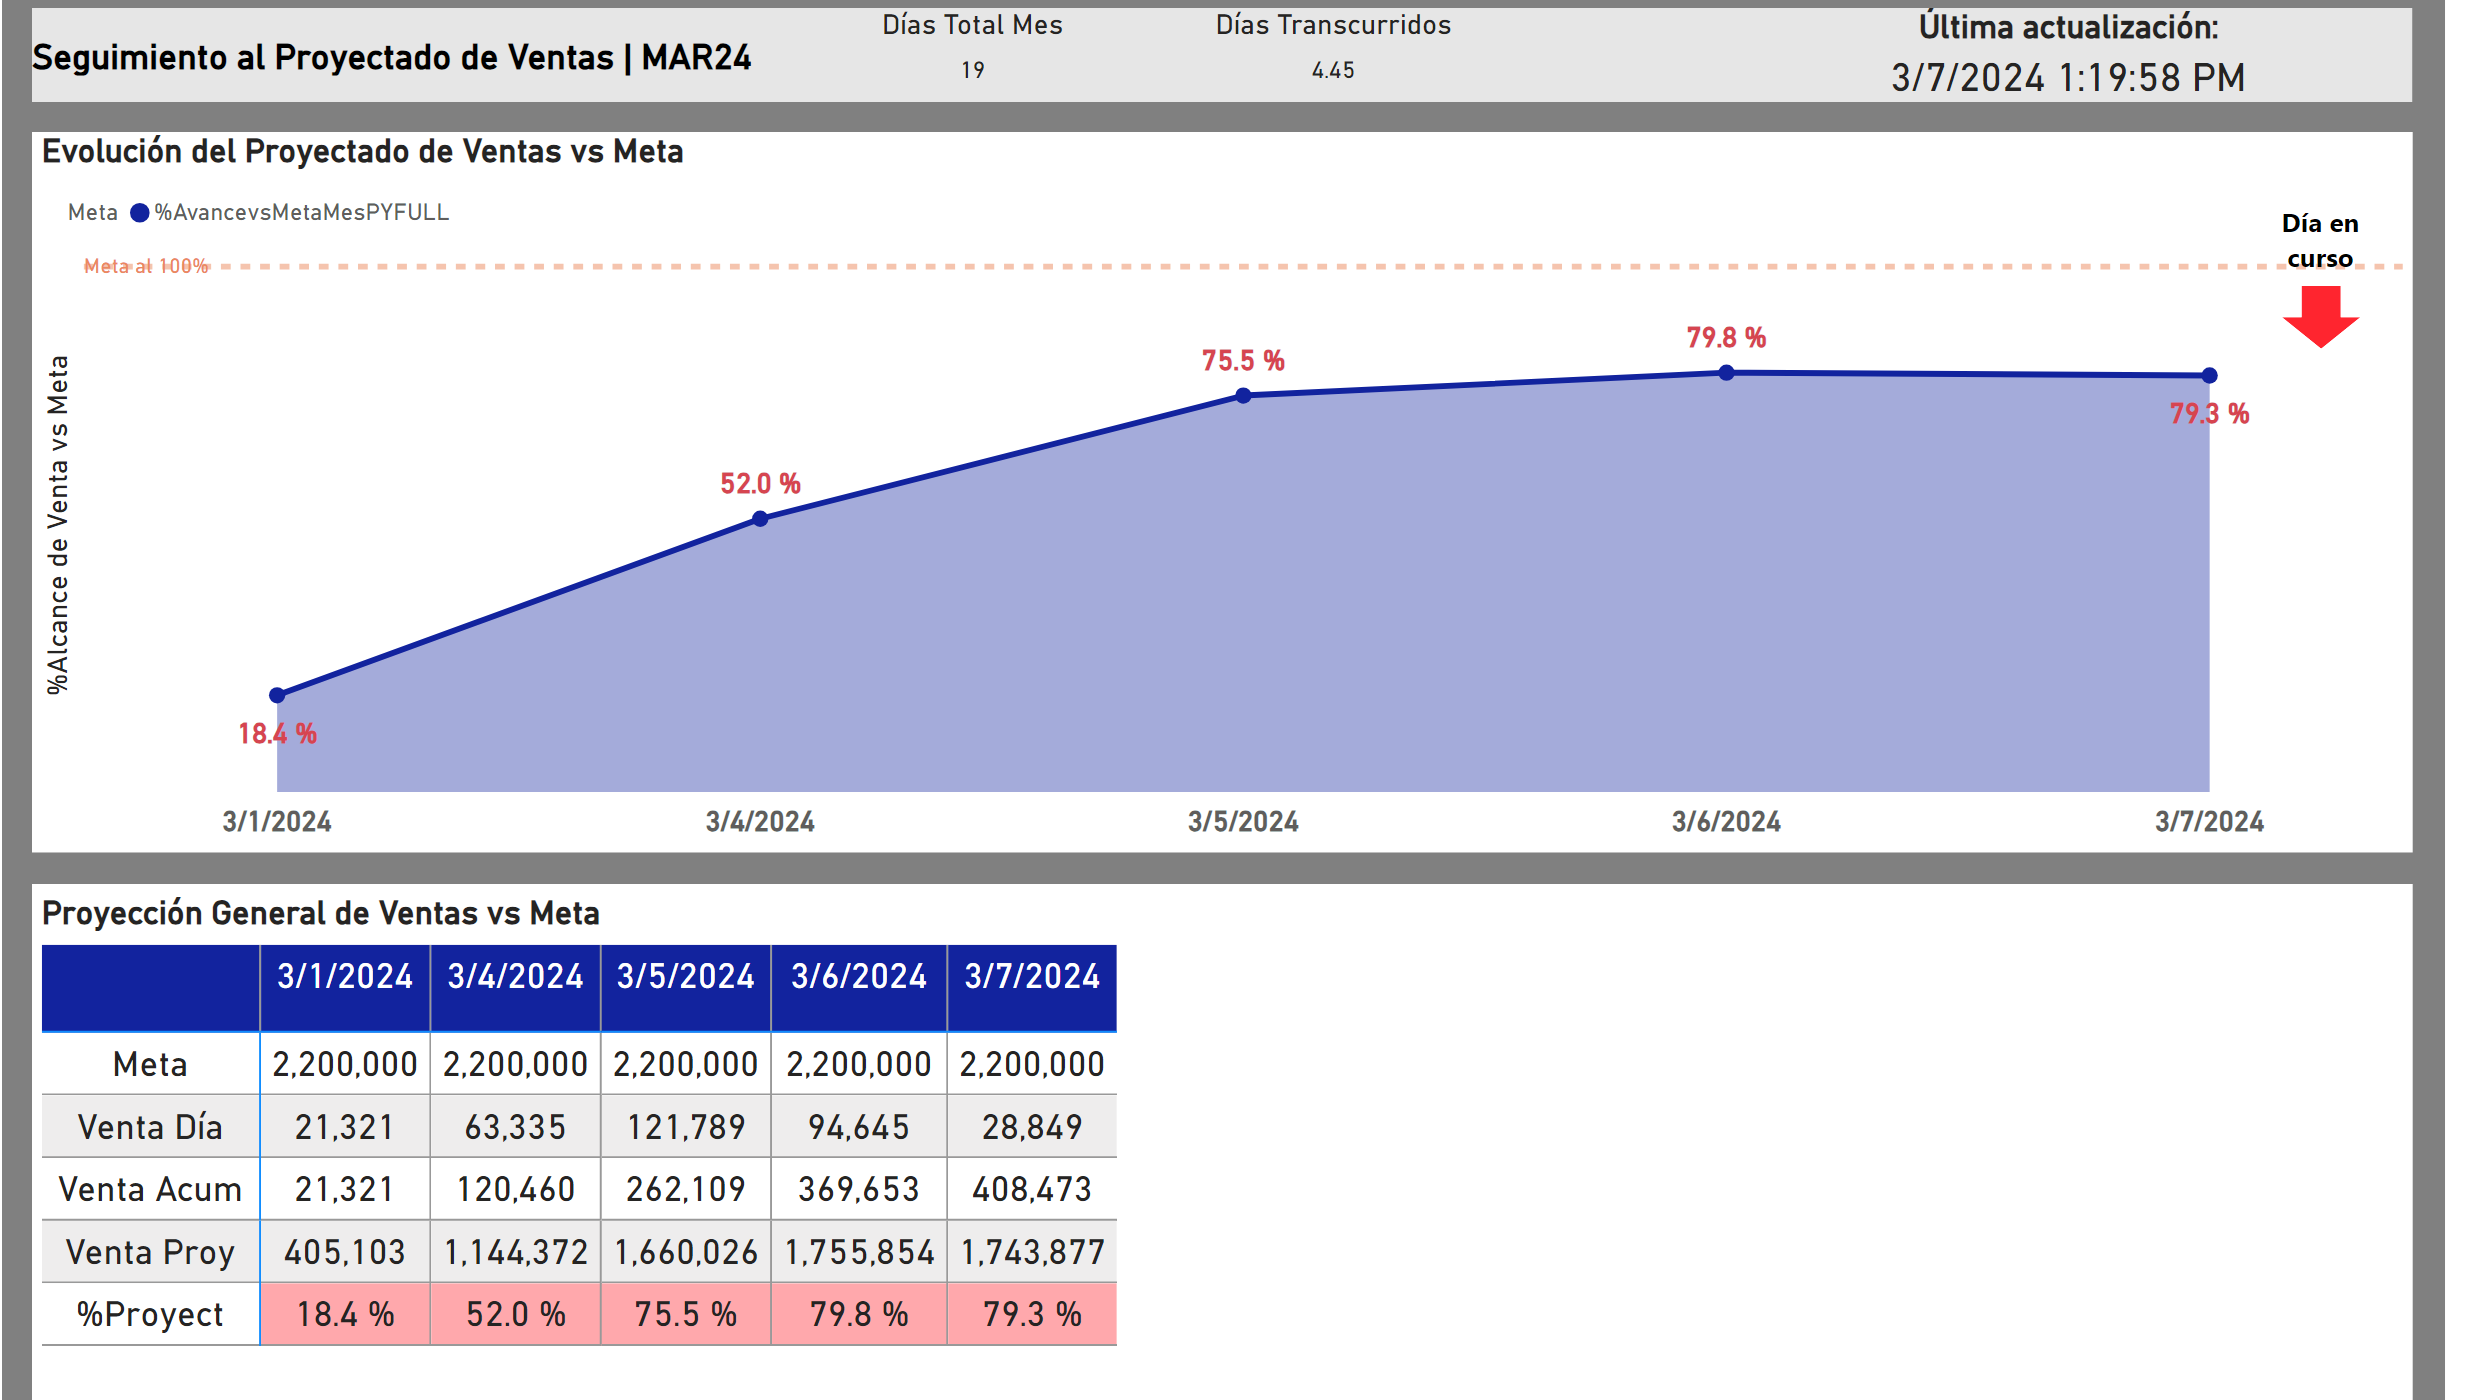 Seguimiento al Proyectado de Ventas | MAR24
Días Total Mes
19
Días Transcurridos
4.45
Última actualización:
3/7/2024 1:19:58 PM
Evolución del Proyectado de Ventas vs Meta
Meta %AvancevsMetaMesPYFULL
Día en
curso
Meta al 100%
%Alcance de Venta vs Meta
18.4 %
52.0 %
75.5 %
79.8 %
79.3 %
3/1/2024 3/4/2024 3/5/2024 3/6/2024 3/7/2024
Proyección General de Ventas vs Meta
3/1/2024 3/4/2024 3/5/2024 3/6/2024 3/7/2024
Meta 2,200,000 2,200,000 2,200,000 2,200,000 2,200,000
Venta Día 21,321 63,335 121,789 94,645 28,849
Venta Acum 21,321 120,460 262,109 369,653 408,473
Venta Proy 405,103 1,144,372 1,660,026 1,755,854 1,743,877
%Proyect 18.4 % 52.0 % 75.5 % 79.8 % 79.3 %